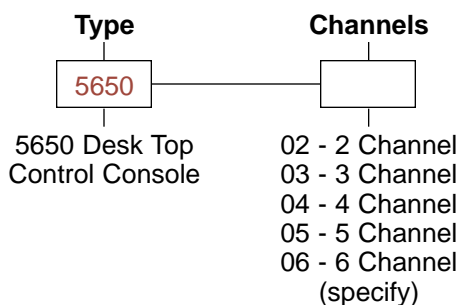 Type
Channels
5650
5650 Desk Top
Control Console
02 - 2 Channel
03 - 3 Channel
04 - 4 Channel
05 - 5 Channel
06 - 6 Channel
(specify)